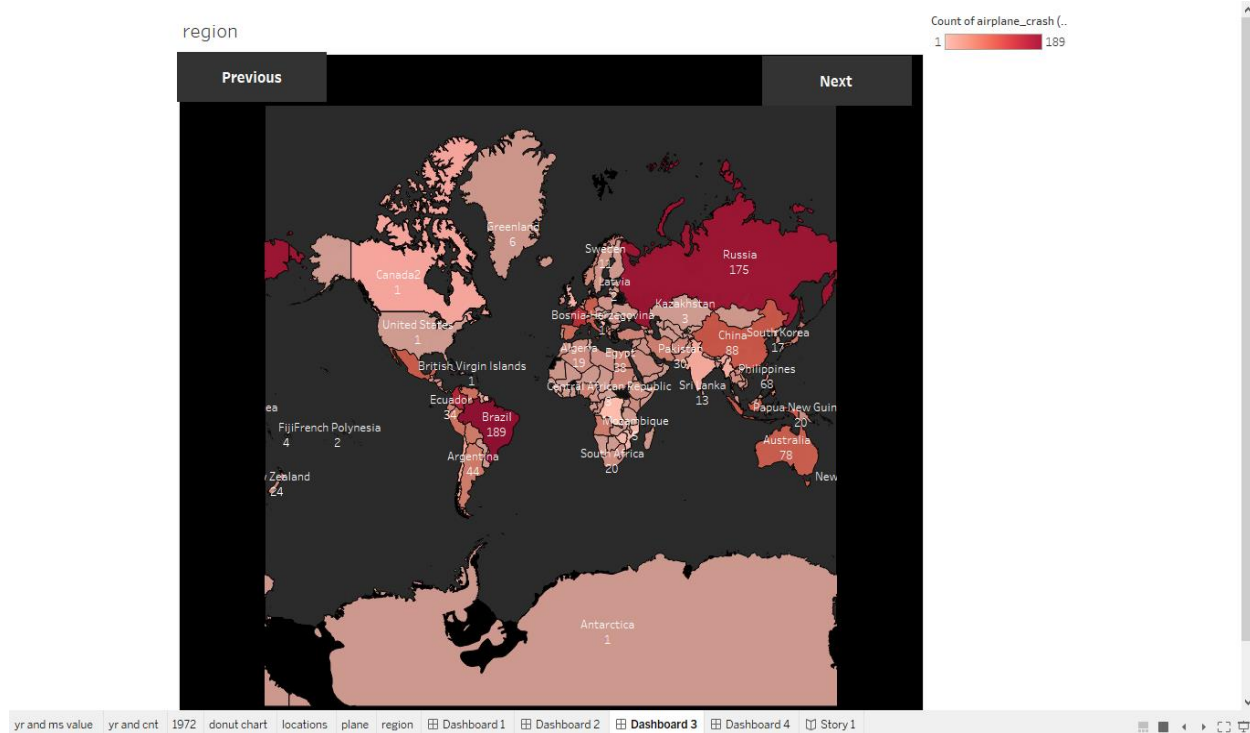 region
Count of airplane_crash (..
1 189
Previous
Next
Greenland
6
Sweden
11
Russia
175
Canada2
1
Latvia
2
Kazakhstan
3
Bosnia-Herzegovina
United States
1
China
88
South Korea
17
Algeria
19
Egypt
38
Pakistan
30
British Virgin Islands
1
Philippines
68
Central African Republic
Sri Lanka
13
Ecuador
34
Brazil
189
Mozambique
Papua New Guin
20
ea
Fiji
4
French Polynesia
2
Australia
78
Argentina
44
South Africa
20
Zealand
24
New
Antarctica
1
yr and ms value yr and cnt 1972 donut chart locations plane region Dashboard 1 Dashboard 2 Dashboard 3 Dashboard 4 Story 1